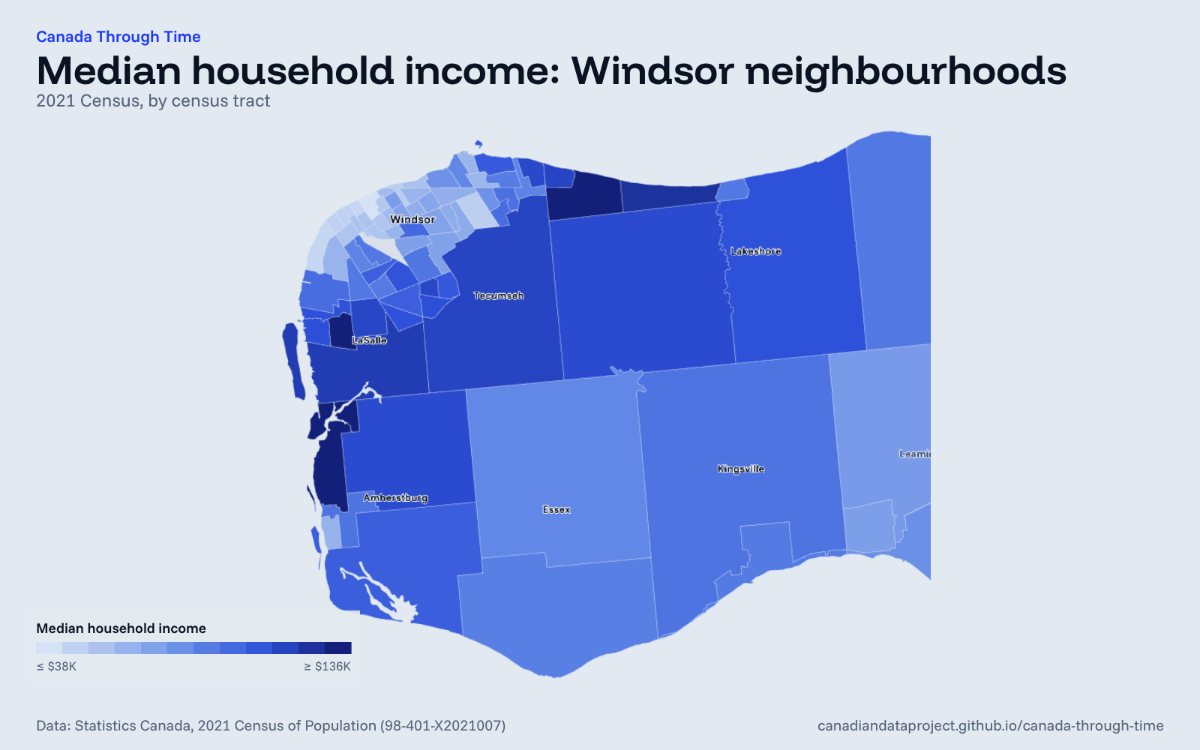 Canada Through Time
Median household income: Windsor neighbourhoods
2021 Census, by census tract
Windsor
Lakeshore
Tecumseh
LaSalle
Leamin
Kingsville
Amherstburg
Essex
Median household income
≤ $38K ≥ $136K
Data: Statistics Canada, 2021 Census of Population (98-401-X2021007) canadiandataproject.github.io/canada-through-time